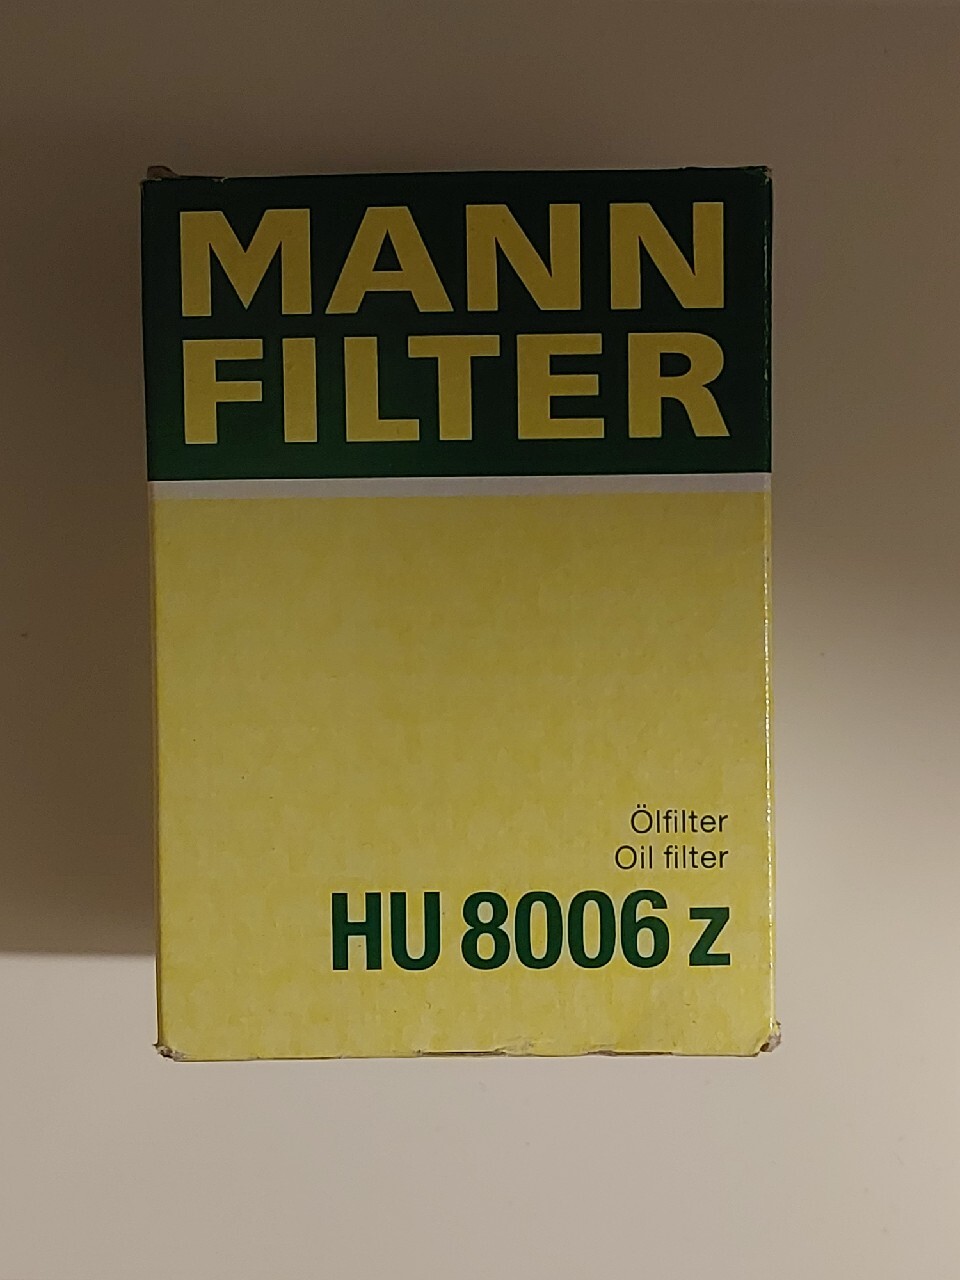 MANN
FILTER
Ölfilter
Oil filter
HU 8006 z